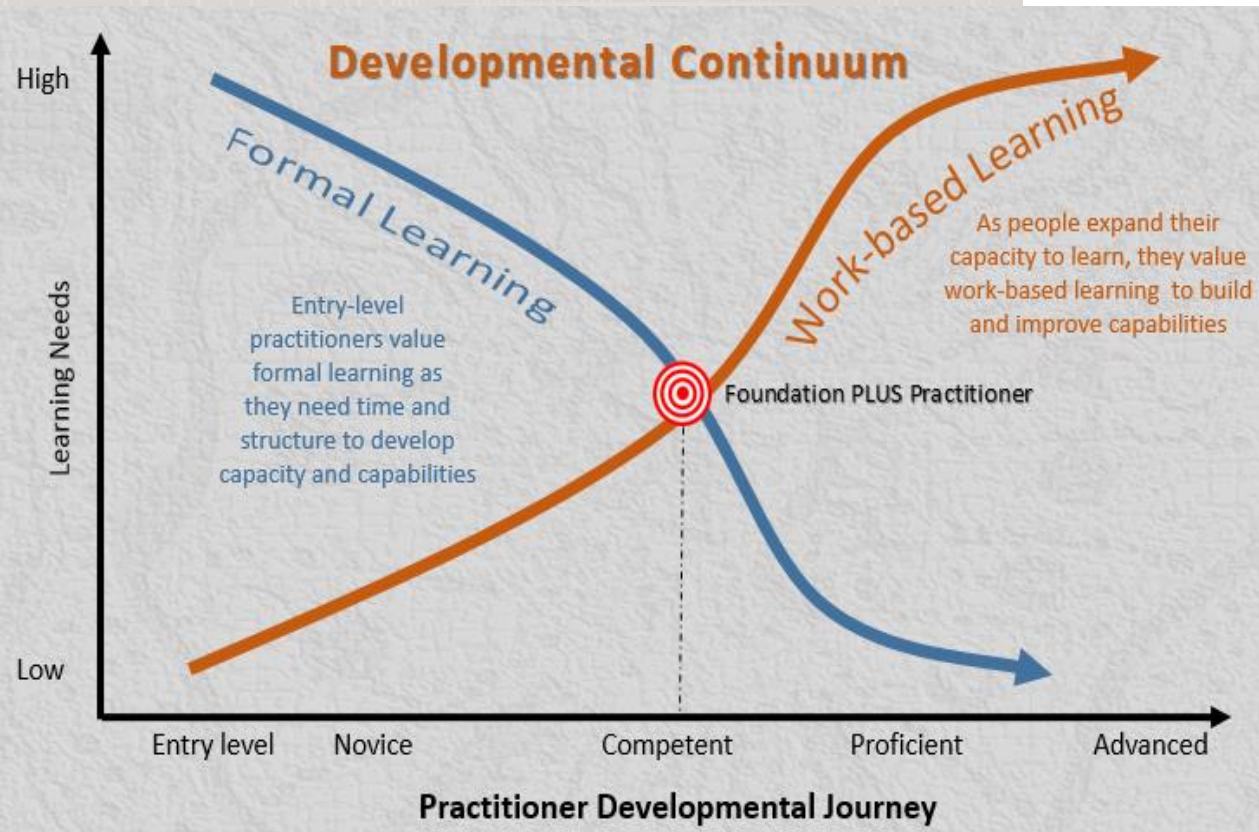 Developmental Continuum
High
Formal Learning
Work-based Learning
As people expand their
capacity to learn, they value
work-based learning to build
and improve capabilities
Entry-level
practitioners value
formal learning as
they need time and
structure to develop
capacity and capabilities
Learning Needs
Foundation PLUS Practitioner
Low
Entry level
Novice
Competent
Proficient
Advanced
Practitioner Developmental Journey